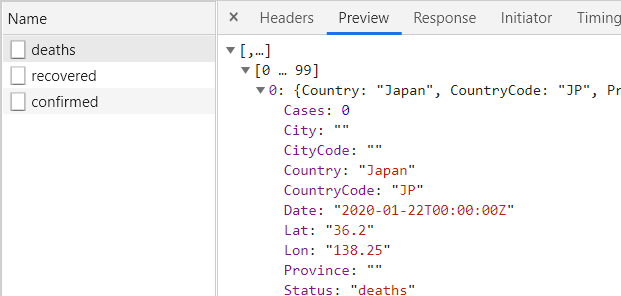 Name
deaths
recovered
confirmed
× Headers Preview Response Initiator Timing
▼[,…]
▼[0 … 99]
▼0: {Country: "Japan", CountryCode: "JP", Pr
Cases: 0
City: ""
CityCode: ""
Country: "Japan"
CountryCode: "JP"
Date: "2020-01-22T00:00:00Z"
Lat: "36.2"
Lon: "138.25"
Province: ""
Status: "deaths"